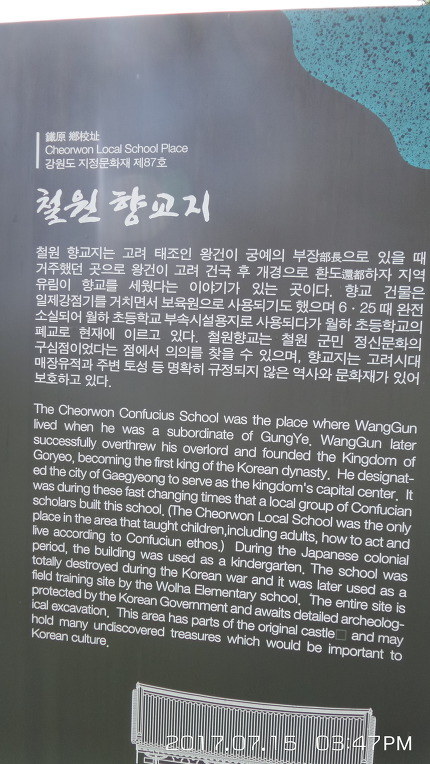 鐵原 鄕校址
Cheorwon Local School Place
강원도 지정문화재 제87호
철원 향교지
철원 향교지는 고려 태조인 왕건이 궁예의 부장部長으로 있을 때
거주했던 곳으로 왕건이 고려 건국 후 개경으로 환도還都하자 지역
유림이 향교를 세웠다는 이야기가 있는 곳이다. 향교 건물은
일제강점기를 거치면서 보육원으로 사용되기도 했으며 6·25 때 완전
소실되어 월하 초등학교 부속시설용지로 사용되다가 월하 초등학교의
폐교로 현재에 이르고 있다. 철원향교는 철원 군민 정신문화의
구심점이었다는 점에서 의의를 찾을 수 있으며, 향교지는 고려시대
매장유적과 주변 토성 등 명확히 규정되지 않은 역사와 문화재가 있어
보호하고 있다.
The Cheorwon Confucius School was the place where WangGun
lived when he was a subordinate of GungYe. WangGun later
successfully overthrew his overlord and founded the Kingdom of
Goryeo, becoming the first king of the Korean dynasty. He designat-
ed the city of Gaegyeong to serve as the kingdom's capital center. It
was during these fast changing times that a local group of Confucian
scholars built this school. (The Cheorwon Local School was the only
place in the area that taught children,including adults, how to act and
live according to Confuciun ethos.) During the Japanese colonial
period, the building was used as a kindergarten. The school was
totally destroyed during the Korean war and it was later used as a
field training site by the Wolha Elementary school. The entire site is
protected by the Korean Government and awaits detailed archeolog-
ical excavation. This area has parts of the original castle□ and may
hold many undiscovered treasures which would be important to
Korean culture.
2017.07.15 03:47PM